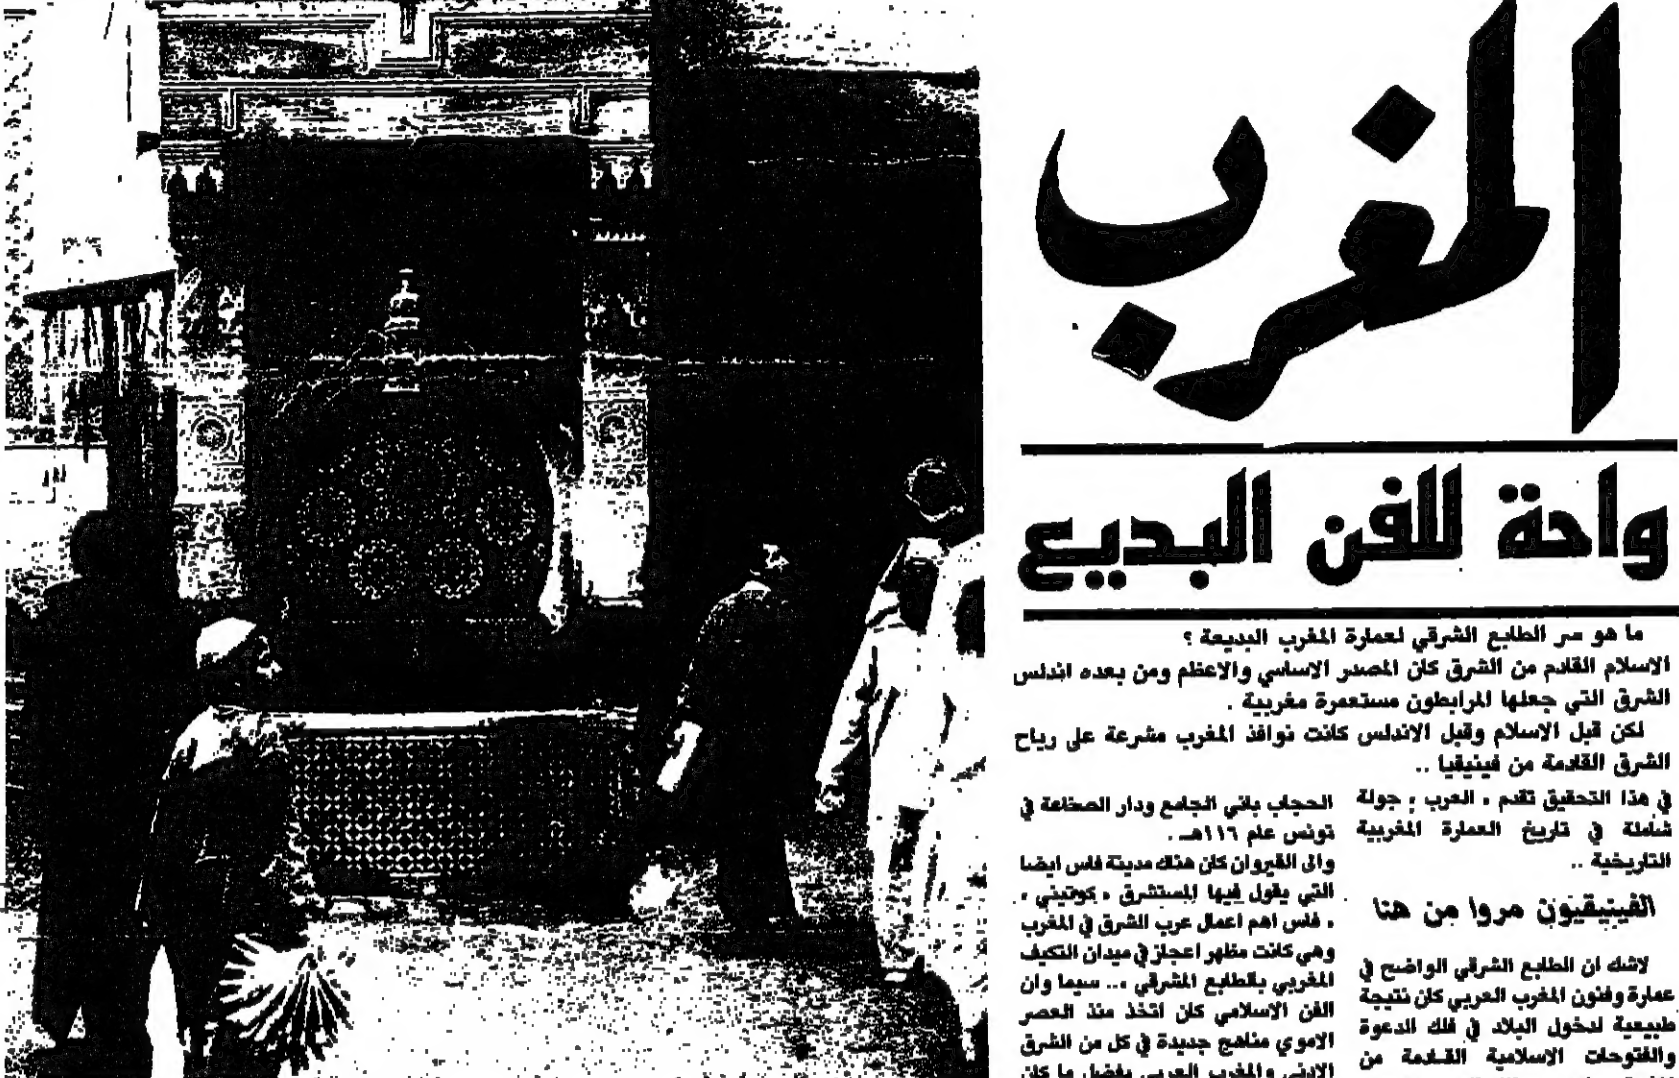 المغرب
واحة للفن البديع
ما هو سر الطابع الشرقي لعمارة المغرب البديعة ؟
الاسلام القادم من الشرق كان المصدر الاساسي والاعظم ومن بعده اندلس
الشرق التي جعلها المرابطون مستعمرة مغربية .
لكن قبل الاسلام وقبل الاندلس كانت نوافذ المغرب مشرعة على رياح
الشرق القادمة من فينيقيا ..
في هذا التحقيق تقدم « العرب » جولة
شاملة في تاريخ العمارة المغربية
التاريخية ..
الفينيقيون مروا من هنا
لاشك ان الطابع الشرقي الواضح في
عمارة وفنون المغرب العربي كان نتيجة
طبيعية لدخول البلاد في فلك الدعوة
والفتوحات الاسلامية القادمة من
الحجاب باني الجامع ودار الصناعة في
تونس عام ١١٦هـ .
والى القيروان كان هناك مدينة فاس ايضا
التي يقول فيها المستشرق « كوتيني »
« فاس اهم اعمال عرب الشرق في المغرب
وهي كانت مظهر اعجاز في ميدان التكيف
المغربي بالطابع المشرقي » .. سيما وان
الفن الاسلامي كان اتخذ منذ العصر
الاموي مناهج جديدة في كل من الشرق
الادنى والمغرب العربي بفضل ما كان